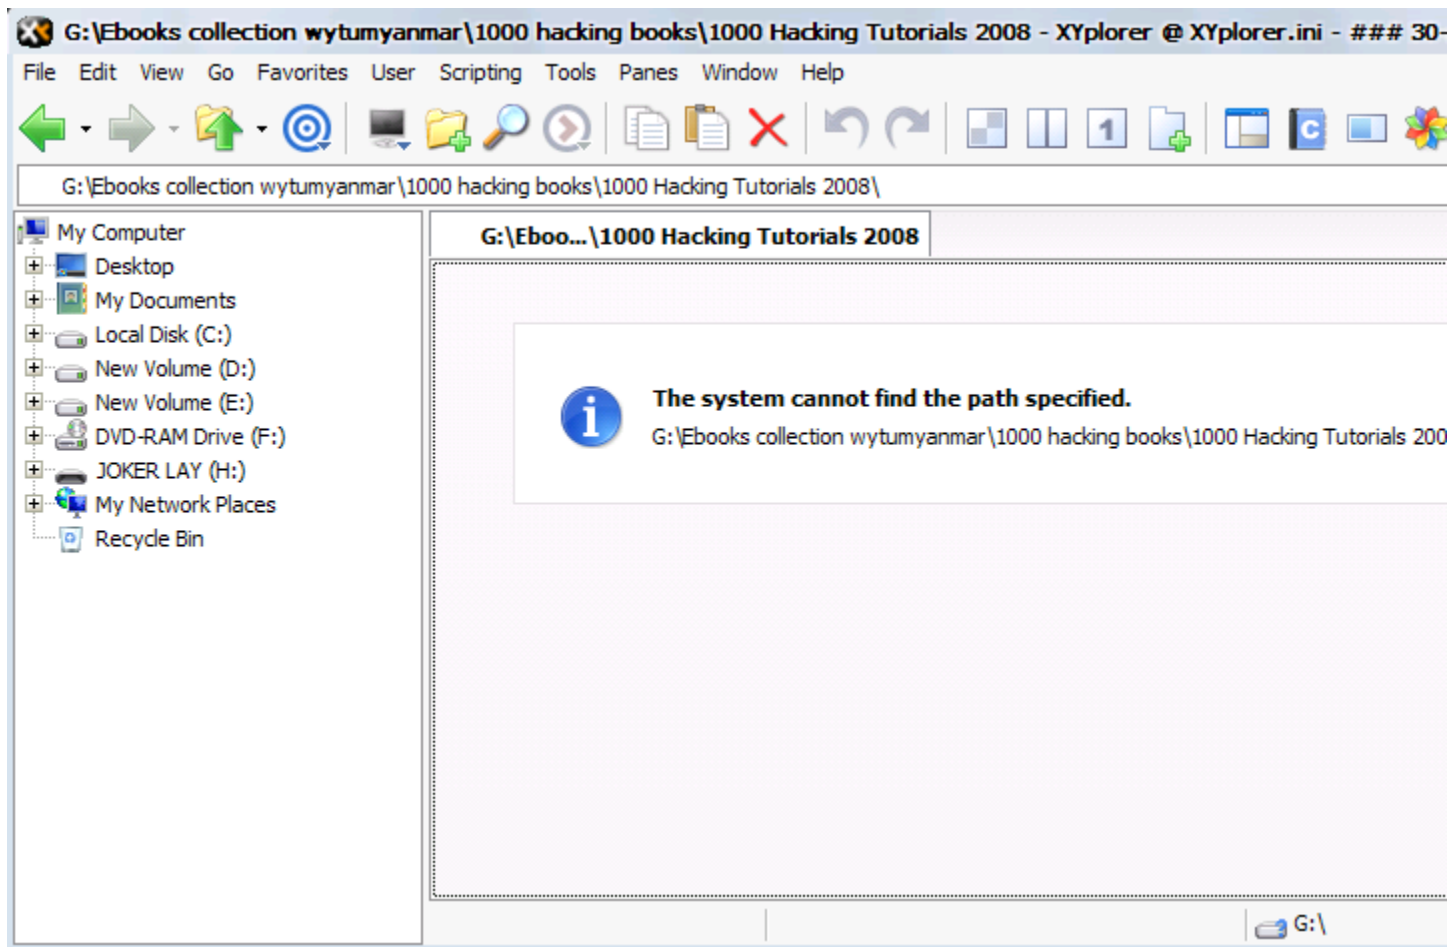 G:\Ebooks collection wytumyanmar\1000 hacking books\1000 Hacking Tutorials 2008 - XYplorer @ XYplorer.ini - ### 30-
File Edit View Go Favorites User Scripting Tools Panes Window Help
1
C
G:\Ebooks collection wytumyanmar\1000 hacking books\1000 Hacking Tutorials 2008\
My Computer
Desktop
My Documents
Local Disk (C:)
New Volume (D:)
New Volume (E:)
DVD-RAM Drive (F:)
JOKER LAY (H:)
My Network Places
Recycle Bin
G:\Eboo...\1000 Hacking Tutorials 2008
The system cannot find the path specified.
G:\Ebooks collection wytumyanmar\1000 hacking books\1000 Hacking Tutorials 200
G:\